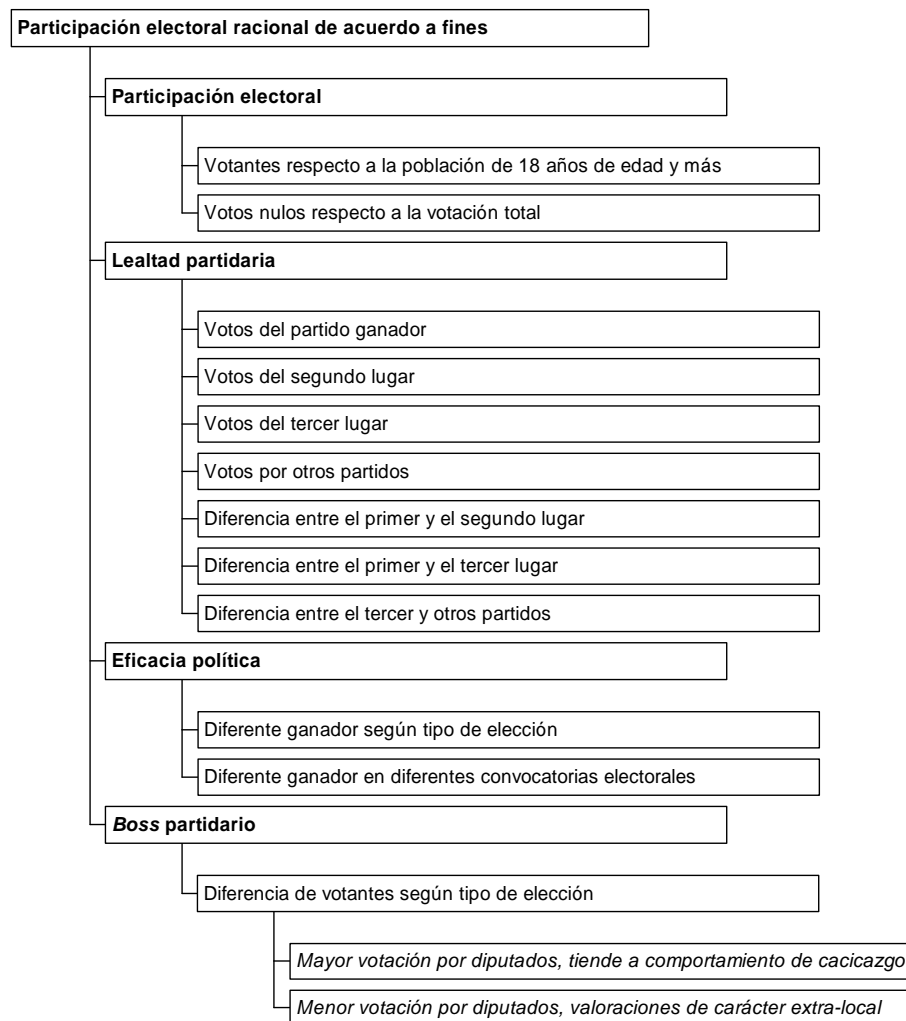 Participación electoral racional de acuerdo a fines
Participación electoral
Votantes respecto a la población de 18 años de edad y más
Votos nulos respecto a la votación total
Lealtad partidaria
Votos del partido ganador
Votos del segundo lugar
Votos del tercer lugar
Votos por otros partidos
Diferencia entre el primer y el segundo lugar
Diferencia entre el primer y el tercer lugar
Diferencia entre el tercer y otros partidos
Eficacia política
Diferente ganador según tipo de elección
Diferente ganador en diferentes convocatorias electorales
Boss partidario
Diferencia de votantes según tipo de elección
Mayor votación por diputados, tiende a comportamiento de cacicazgo
Menor votación por diputados, valoraciones de carácter extra-local